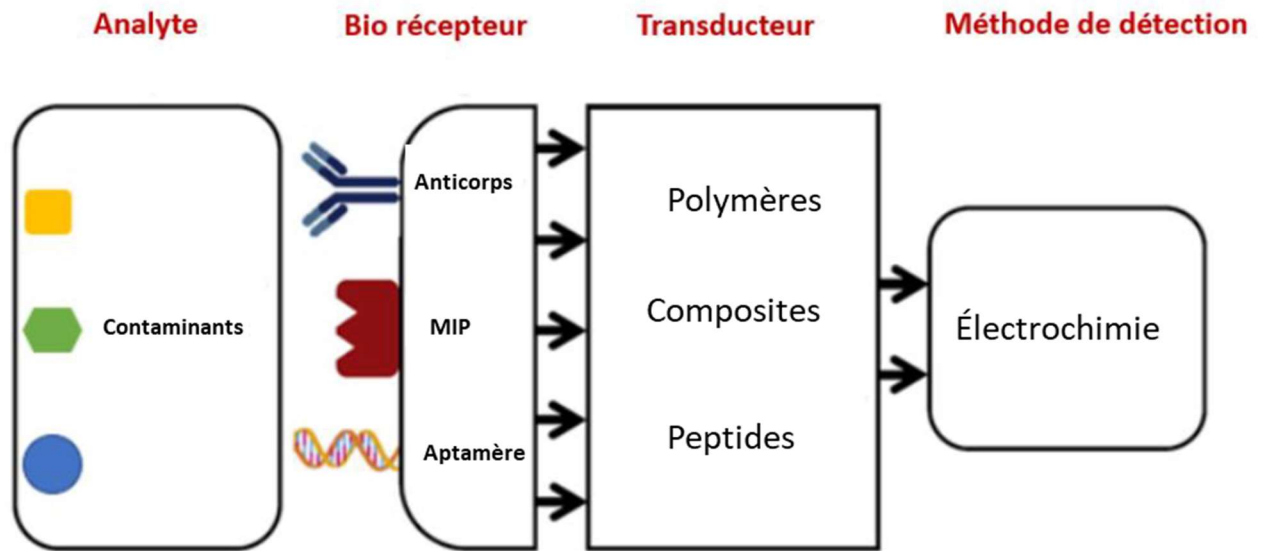 Analyte
Bio récepteur
Transducteur
Méthode de détection
Anticorps
Polymères
Composites
Électrochimie
Contaminants
MIP
Peptides
Aptamère